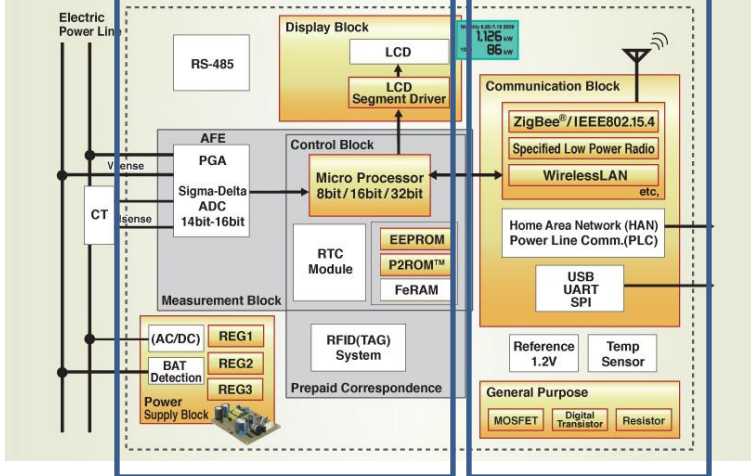 Electric
Power Line
RS-485
Display Block
LCD
LCD
Segment Driver
1,126 kW
86 kW
Communication Block
ZigBee®/IEEE802.15.4
Specified Low Power Radio
WirelessLAN
etc,
AFE
PGA
Sigma-Delta
ADC
14bit-16bit
Control Block
Micro Processor
8bit/16bit/32bit
CT
RTC
Module
EEPROM
P2ROM™
FeRAM
Measurement Block
Home Area Network (HAN)
Power Line Comm.(PLC)
USB
UART
SPI
(AC/DC)
BAT
Detection
REG1
REG2
REG3
Power
Supply Block
RFID(TAG)
System
Prepaid Correspondence
Reference
1.2V
Temp
Sensor
General Purpose
MOSFET
Digital
Transistor
Resistor